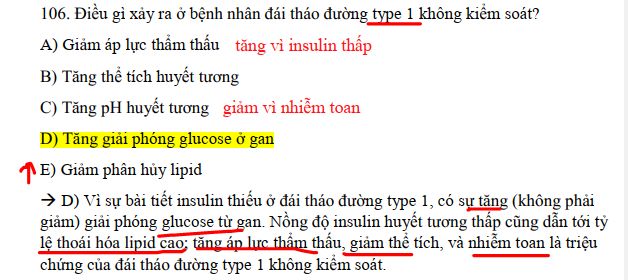 106. Điều gì xảy ra ở bệnh nhân đái tháo đường type 1 không kiểm soát?
A) Giảm áp lực thẩm thấu tăng vì insulin thấp
B) Tăng thể tích huyết tương
C) Tăng pH huyết tương giảm vì nhiễm toan
D) Tăng giải phóng glucose ở gan
E) Giảm phân hủy lipid
→ D) Vì sự bài tiết insulin thiếu ở đái tháo đường type 1, có sự tăng (không phải
giảm) giải phóng glucose từ gan. Nồng độ insulin huyết tương thấp cũng dẫn tới tỷ
lệ thoái hóa lipid cao; tăng áp lực thẩm thấu, giảm thể tích, và nhiễm toan là triệu
chứng của đái tháo đường type 1 không kiểm soát.